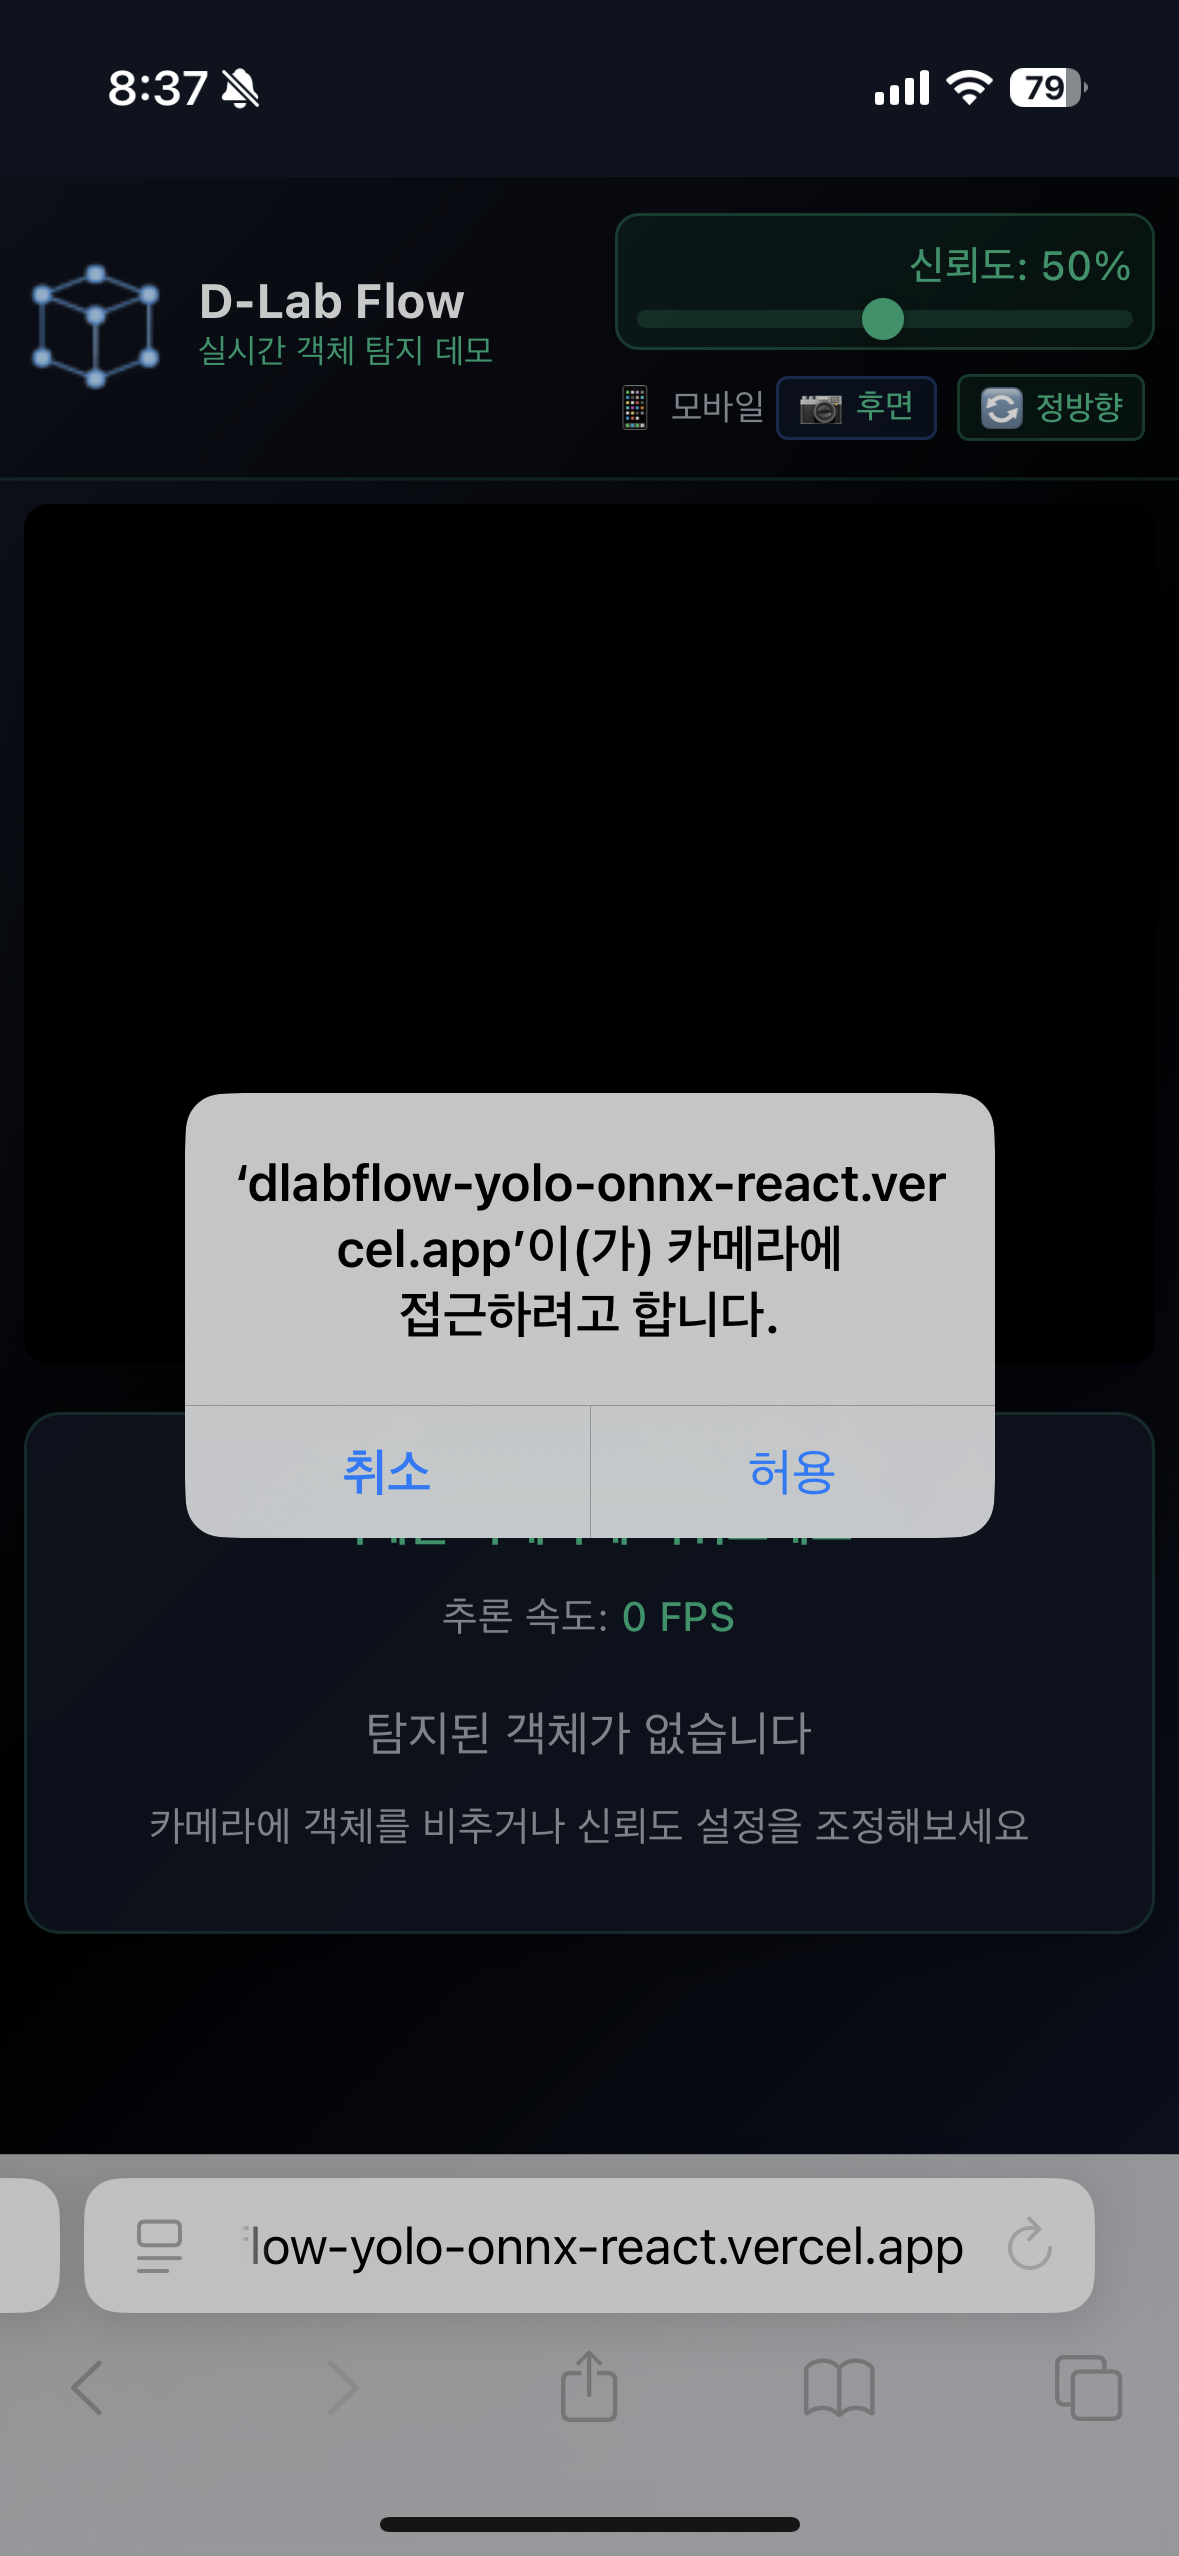 8:37
79
신뢰도: 50%
D-Lab Flow
실시간 객체 탐지 데모
모바일
후면
정방향
‘dlabflow-yolo-onnx-react.ver
cel.app’이(가) 카메라에
접근하려고 합니다.
취소
허용
추론 속도: 0 FPS
탐지된 객체가 없습니다
카메라에 객체를 비추거나 신뢰도 설정을 조정해보세요
low-yolo-onnx-react.vercel.app